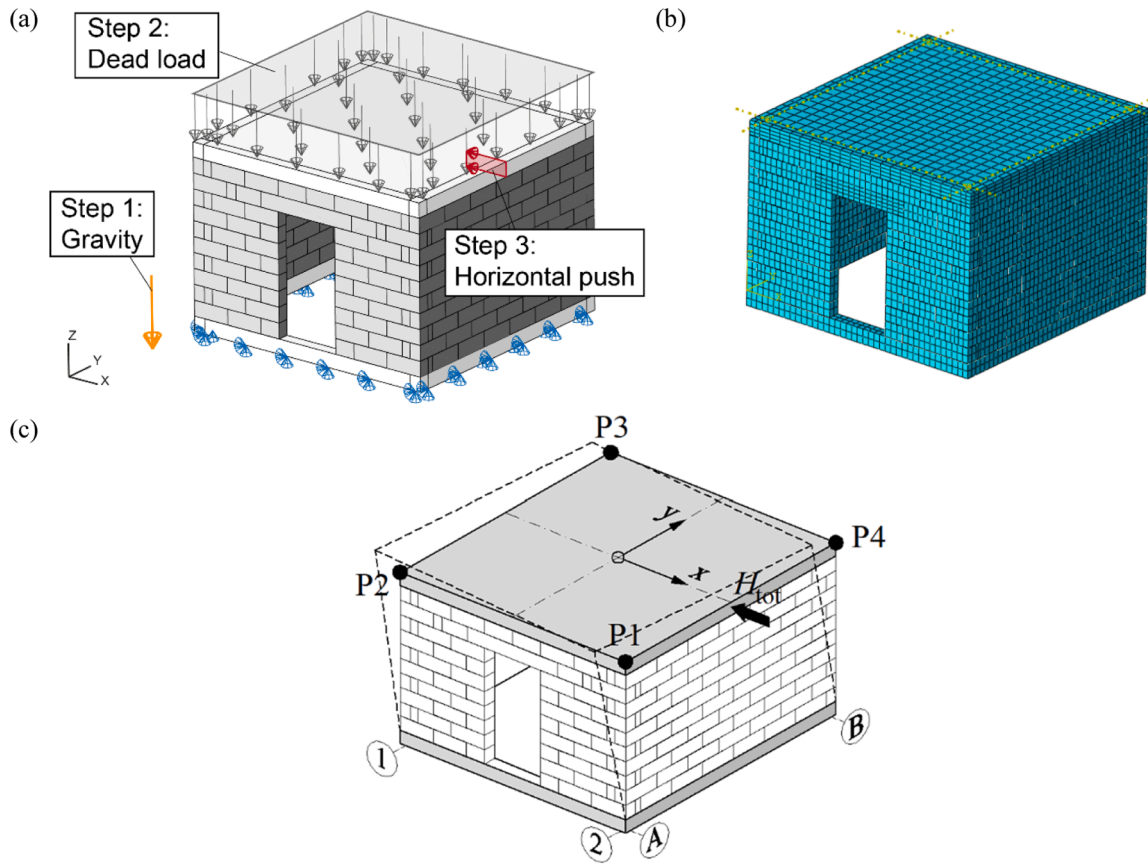 (a)
Step 2:
Dead load
Step 1:
Gravity
Step 3:
Horizontal push
Z
Y
X
(b)
(c)
P3
y
P4
P2
x
H_tot
P1
1
B
2
A